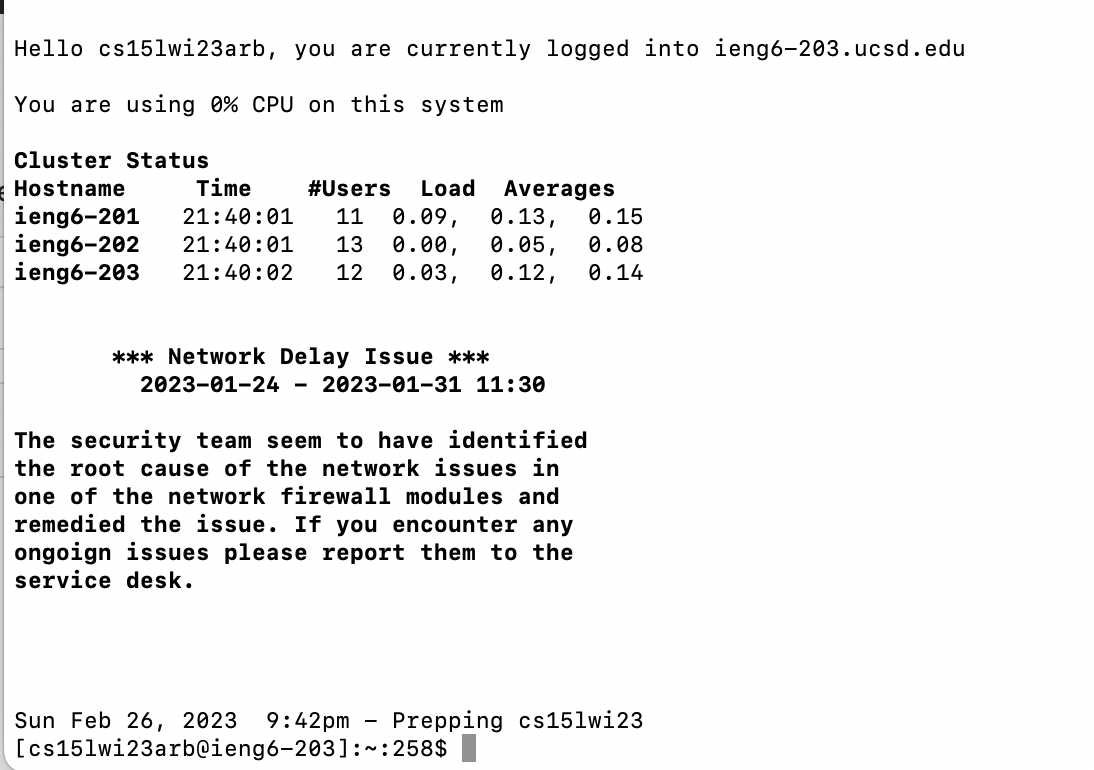 Hello cs15lwi23arb, you are currently logged into ieng6-203.ucsd.edu
You are using 0% CPU on this system
Cluster Status
Hostname Time #Users Load Averages
ieng6-201 21:40:01 11 0.09, 0.13, 0.15
ieng6-202 21:40:01 13 0.00, 0.05, 0.08
ieng6-203 21:40:02 12 0.03, 0.12, 0.14
*** Network Delay Issue ***
2023-01-24 - 2023-01-31 11:30
The security team seem to have identified
the root cause of the network issues in
one of the network firewall modules and
remedied the issue. If you encounter any
ongoign issues please report them to the
service desk.
Sun Feb 26, 2023 9:42pm - Prepping cs15lwi23
[cs15lwi23arb@ieng6-203]:~:258$